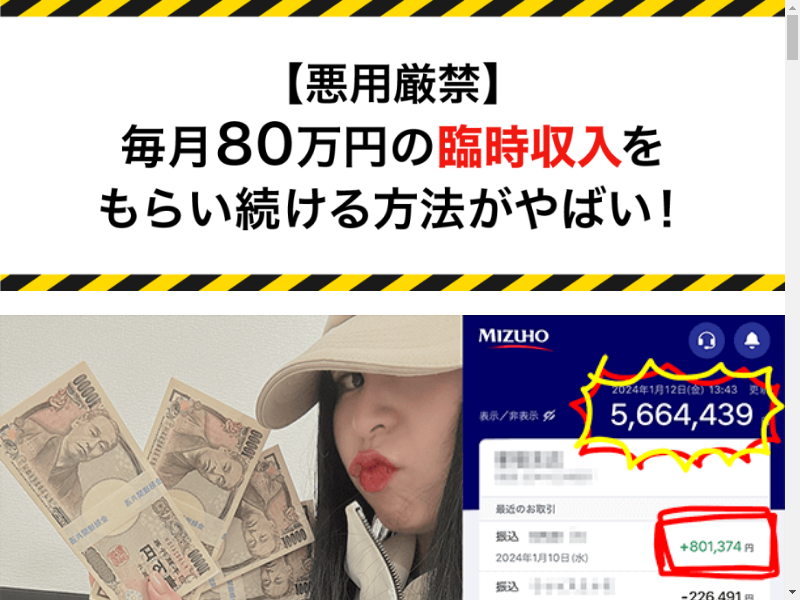 【悪用厳禁】
毎月80万円の臨時収入を
もらい続ける方法がやばい！
MIZUHO
2024年1月12日(金) 13:43 更新
5,664,439
表示／非表示
最近のお取引
振込
+801,374 円
2024年1月10日(水)
振込
-226,491 円
10000
10000
10000